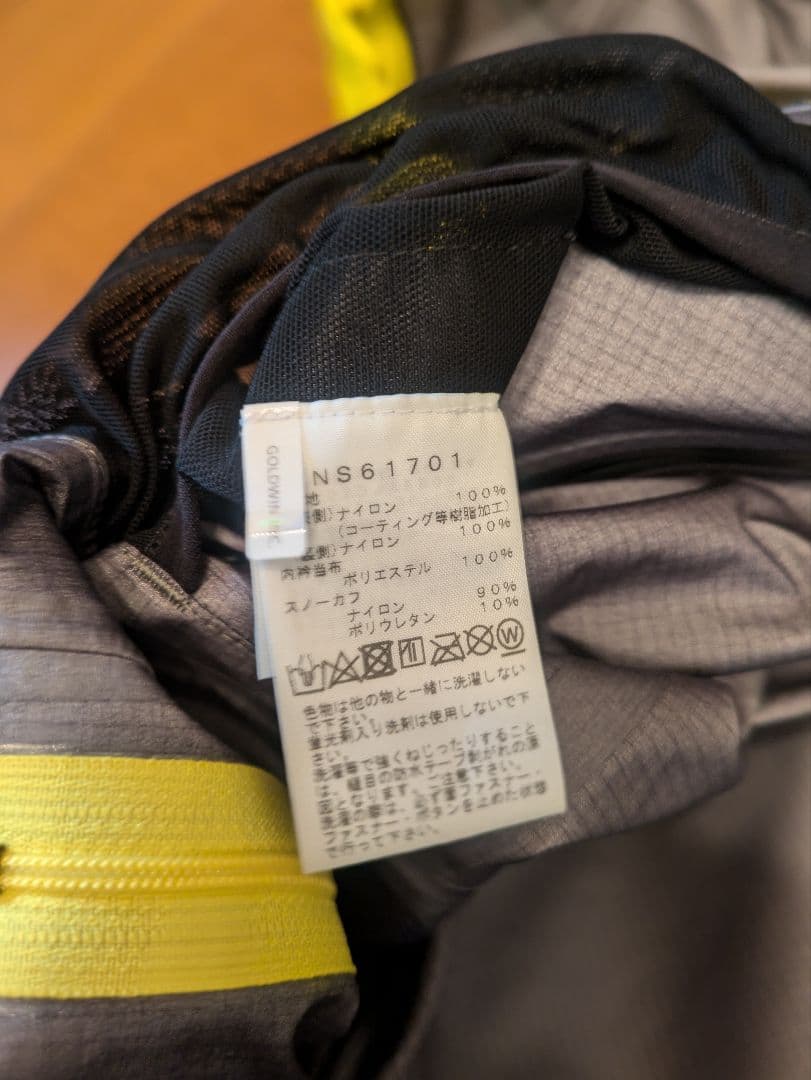 GOLDWIN INC
NS61701
地
側)ナイロン 100%
(コーティング等樹脂加工)
側)ナイロン 100%
内衿当布
ポリエステル 100%
スノーカフ
ナイロン 90%
ポリウレタン 10%
W
色物は他の物と一緒に洗濯しない
で下さい。
蛍光剤入り洗剤は使用しないで下
さい。
洗濯等で強くねじったりすること
は、縫目の防水テープ剥がれの原
因となります。ご注意下さい。
洗濯の際は、必ず葉ファスナー・
ファスナー・ボタンを止めた状態
で行って下さい。